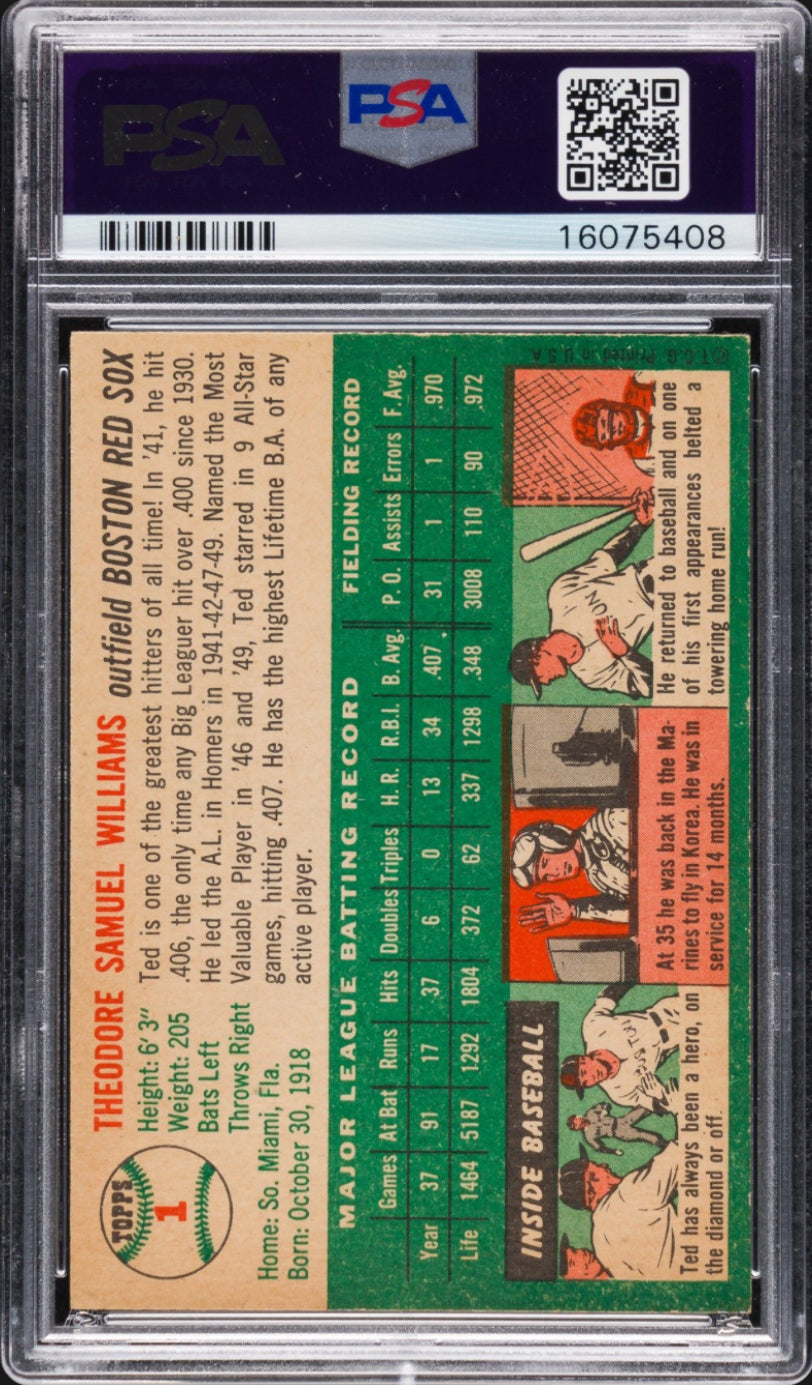 PSA
PSA
16075408
TOPPS
1
THEODORE SAMUEL WILLIAMS outfield BOSTON RED SOX
Height: 6' 3"
Weight: 205
Bats Left
Throws Right
Home: So. Miami, Fla.
Born: October 30, 1918
Ted is one of the greatest hitters of all time! In '41, he hit
.406, the only time any Big Leaguer hit over .400 since 1930.
He led the A.L. in Homers in 1941-42-47-49. Named the Most
Valuable Player in '46 and '49, Ted starred in 9 All-Star
games, hitting .407. He has the highest Lifetime B.A. of any
active player.
MAJOR LEAGUE BATTING RECORD FIELDING RECORD
Games At Bat Runs Hits Doubles Triples H. R. R.B.I. B. Avg. P. O. Assists Errors F. Avg.
Year 37 91 17 37 6 0 13 34 .407 31 1 1 .970
Life 1464 5187 1292 1804 372 62 337 1298 .348 3008 110 90 .972
INSIDE BASEBALL
Ted has always been a hero, on
the diamond or off.
At 35 he was back in the Ma-
rines to fly in Korea. He was in
service for 14 months.
He returned to baseball and on one
of his first appearances belted a
towering home run!
© T.C.G. Printed in U S A